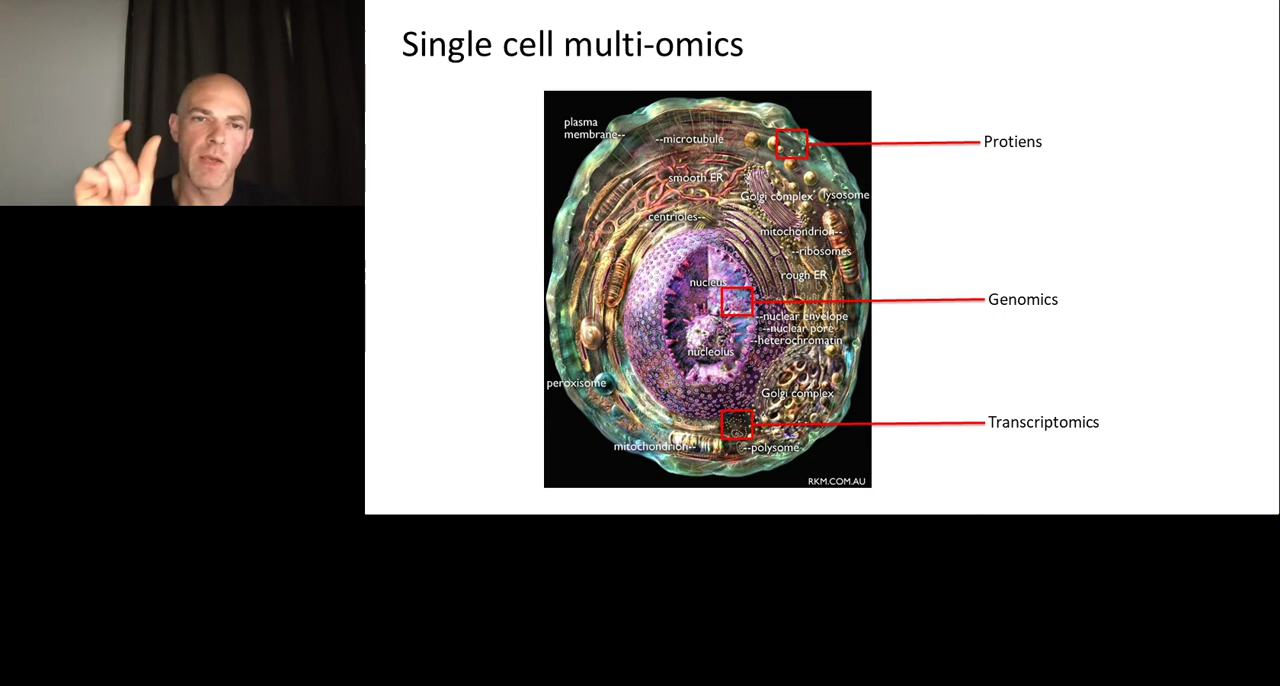 Single cell multi-omics
plasma
membrane--
--microtubule
Protiens
smooth ER
Golgi complex
lysosome
centrioles--
mitochondrion--
--ribosomes
rough ER
nucleus
Genomics
--nuclear envelope
--nuclear pore
--heterochromatin
nucleolus
peroxisome
Golgi complex
Transcriptomics
mitochondrion--
--polysome
RKM.COM.AU